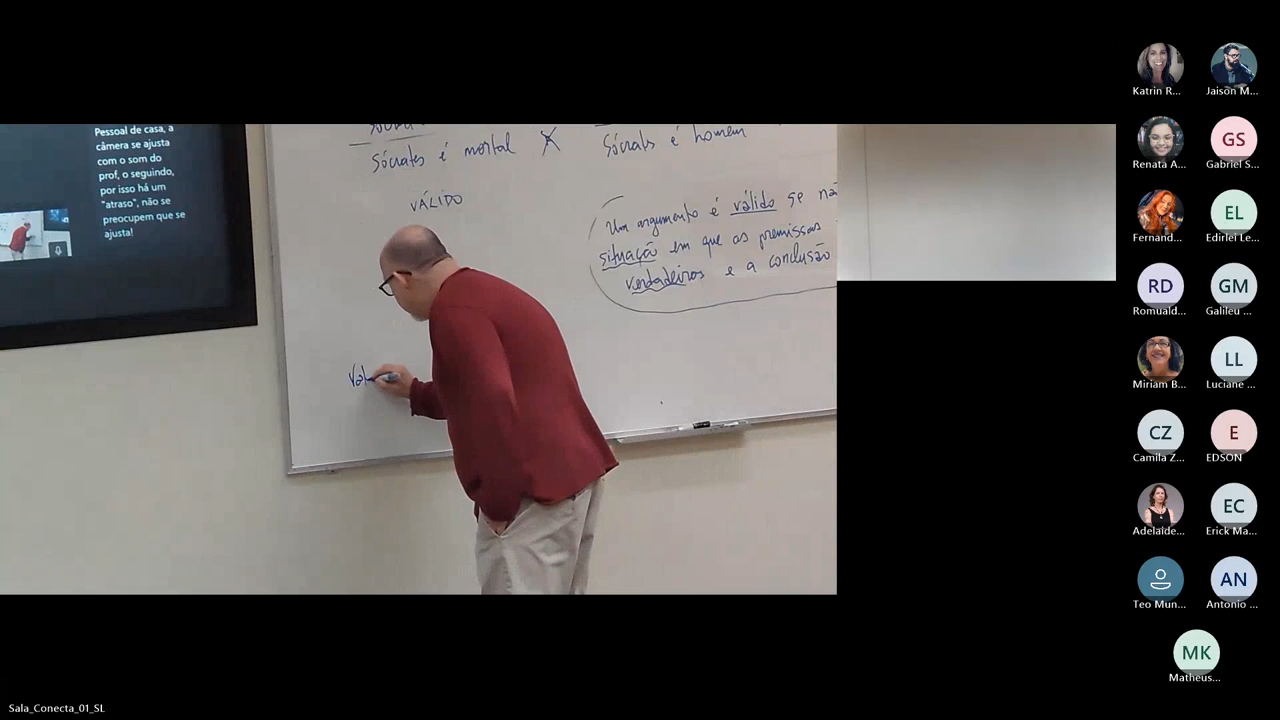 Pessoal de casa, a
câmera se ajusta
com o som do
prof, o seguindo,
por isso há um
"atraso", não se
preocupem que se
ajusta!
Sócrates é mortal
VÁLIDO
Sócrates é homem
Um argumento é válido se
situação em que as premissas
verdadeiras e a conclusão
Katrin R...
Jaison M...
Renata A...
GS
Gabriel S...
Fernand...
EL
Edirlei Le...
RD
Romuald...
GM
Galileu ...
Miriam B...
LL
Luciane ...
CZ
Camila Z...
E
EDSON
Adelaide...
EC
Erick Ma...
Teo Mun...
AN
Antonio ...
MK
Matheus...
Sala_Conecta_01_SL